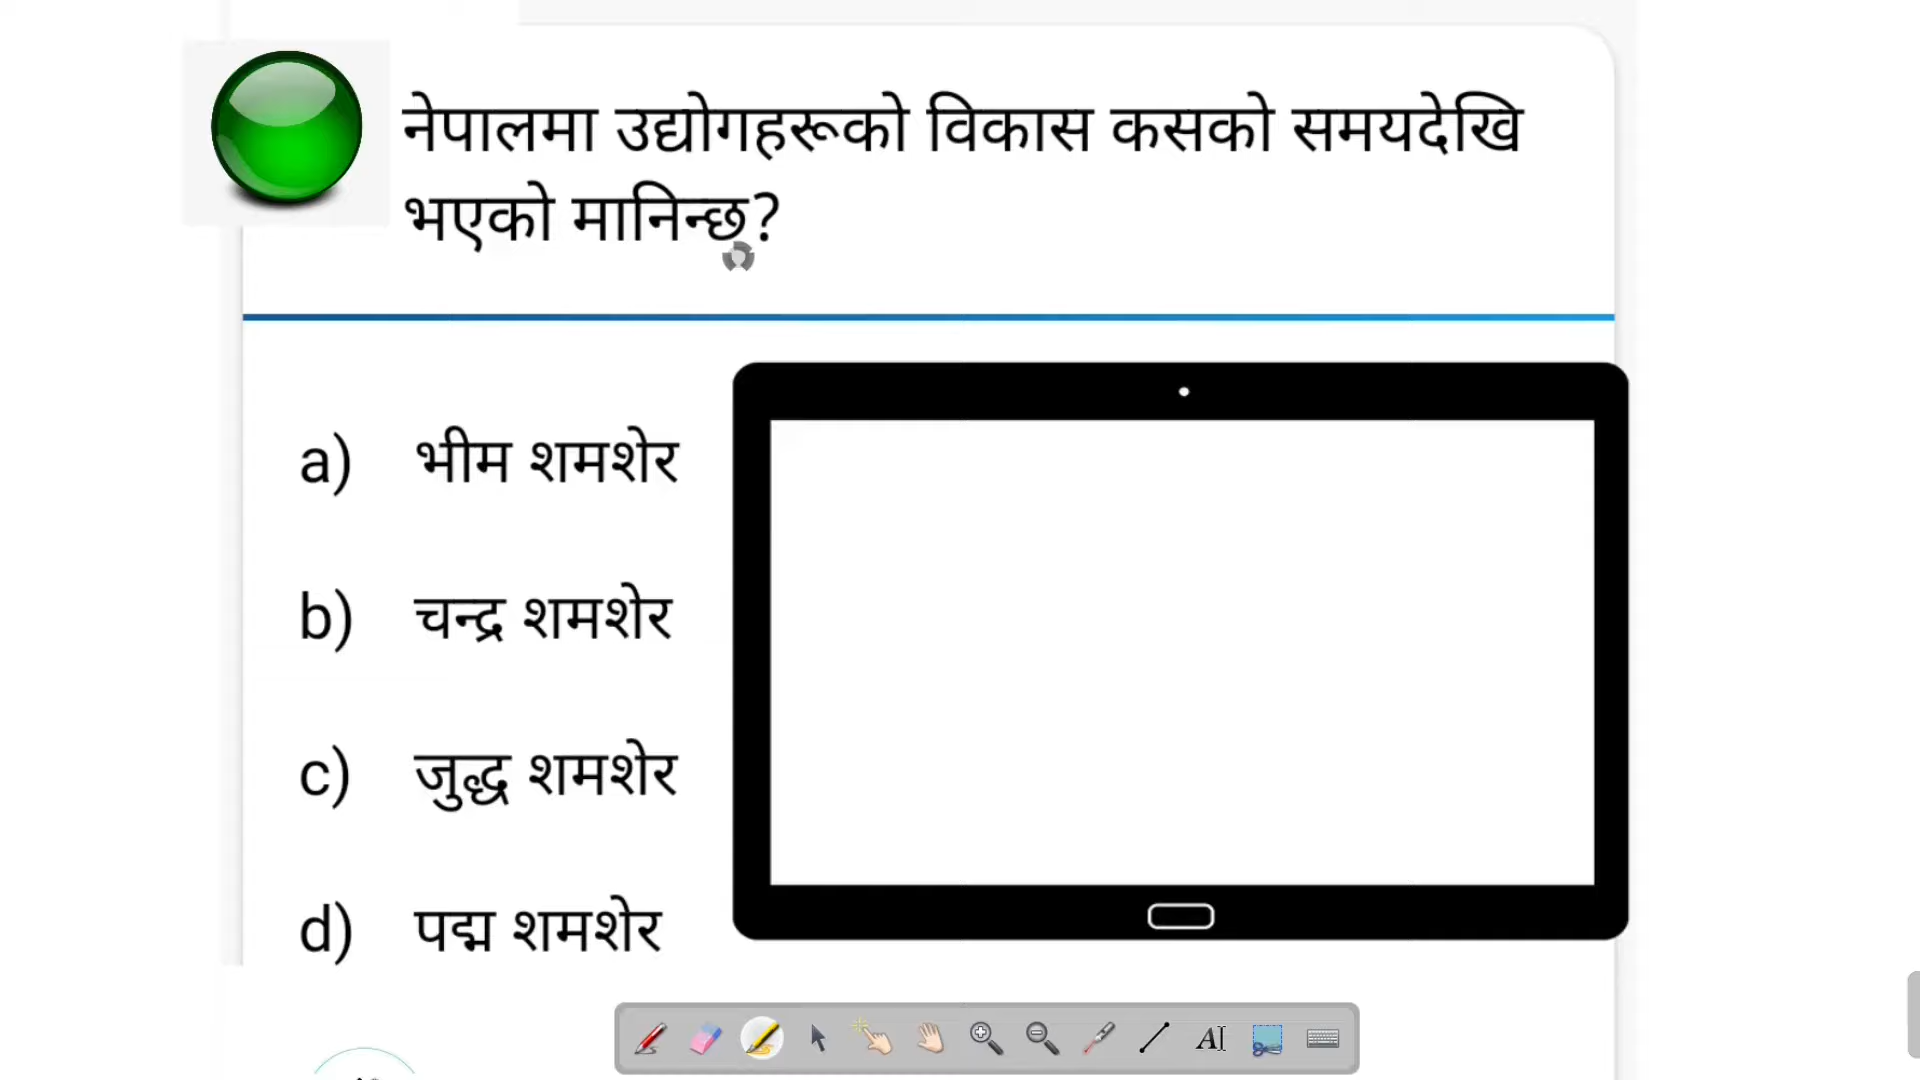 नेपालमा उद्योगहरूको विकास कसको समयदेखि
भएको मानिन्छ?
a) भीम शमशेर
b) चन्द्र शमशेर
c) जुद्ध शमशेर
d) पद्म शमशेर